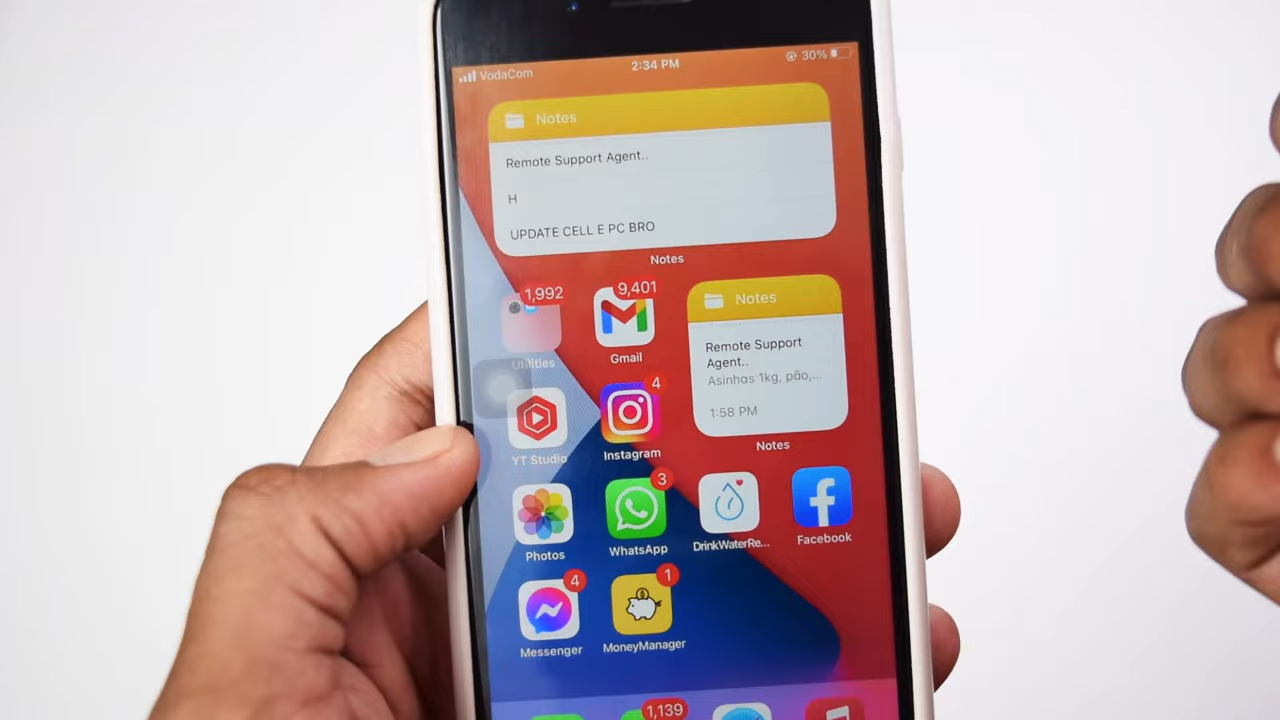 VodaCom
2:34 PM
30%
Notes
Remote Support Agent..
H
UPDATE CELL E PC BRO
Notes
1,992
Utilities
9,401
Gmail
Notes
Remote Support
Agent..
Asinhas 1kg, pão,...
1:58 PM
Notes
YT Studio
4
Instagram
Photos
3
WhatsApp
DrinkWaterRe...
Facebook
4
Messenger
1
MoneyManager
1,139